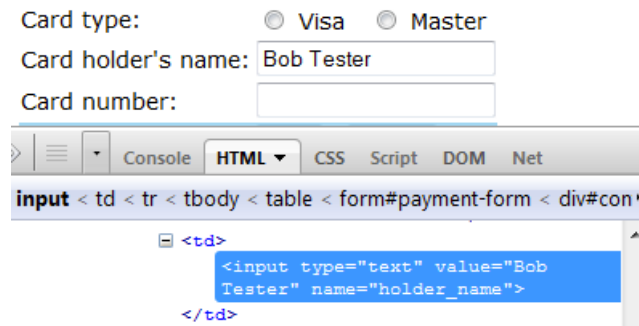 Card type: Visa Master
Card holder's name: Bob Tester
Card number:
Console HTML CSS Script DOM Net
input < td < tr < tbody < table < form#payment-form < div#con
<td>
<input type="text" value="Bob
Tester" name="holder_name">
</td>